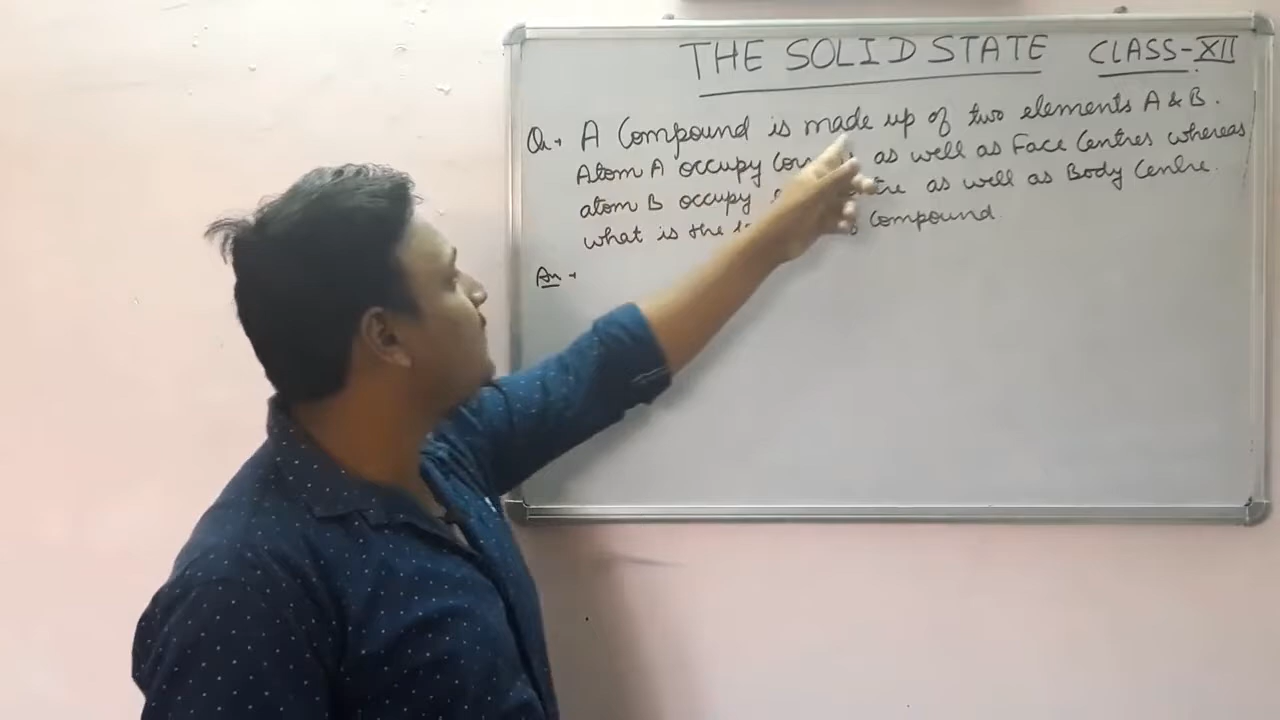 THE SOLID STATE CLASS-XII
Qn→ A Compound is made up of two elements A & B.
Atom A occupy as well as Face Centres whereas
atom B occupy as well as Body Centre.
what is the compound.
An→